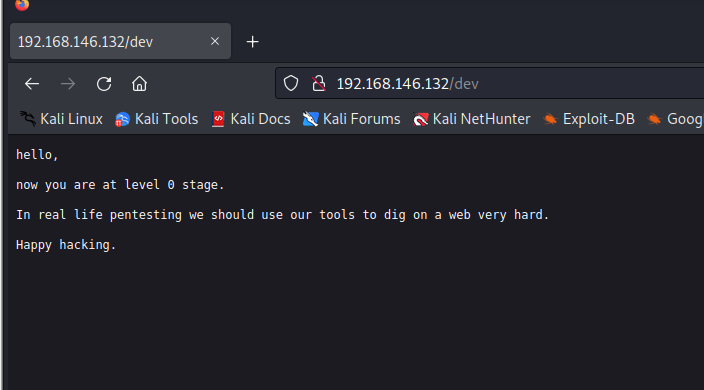 192.168.146.132/dev
192.168.146.132/dev
Kali Linux Kali Tools Kali Docs Kali Forums Kali NetHunter Exploit-DB Goog
hello,
now you are at level 0 stage.
In real life pentesting we should use our tools to dig on a web very hard.
Happy hacking.